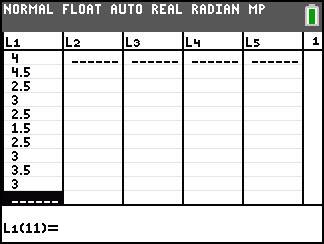 NORMAL FLOAT AUTO REAL RADIAN MP
L1 L2 L3 L4 L5 1
4 ------ ------ ------ ------
4.5
2.5
3
2.5
1.5
2.5
3
3.5
3
------
L1(11)=